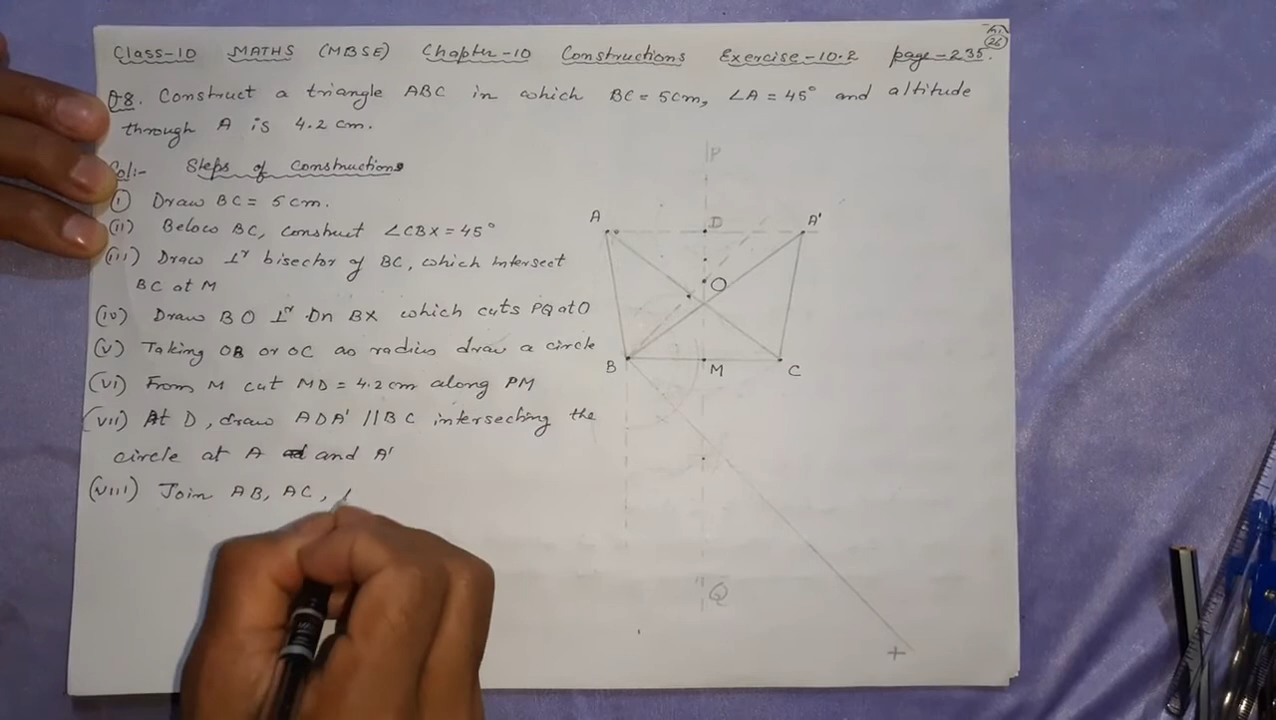 Class-10 MATHS (MBSE) Chapter-10 Constructions Exercise-10.2 page-235.
Q8. Construct a triangle ABC in which BC = 5cm, ∠A = 45° and altitude
through A is 4.2 cm.
Sol:- Steps of constructions
(i) Draw BC = 5 cm.
(ii) Below BC, construct ∠CBX = 45°
(iii) Draw ⊥r bisector of BC, which intersect
BC at M
(iv) Draw BO ⊥r on BX which cuts PQ at O
(v) Taking OB or OC as radius draw a circle
(vi) From M cut MD = 4.2 cm along PM
(vii) At D, draw ADA' // BC interseching the
circle at A and A'
(viii) Join AB, AC,
P
A D A'
O
B M C
Q